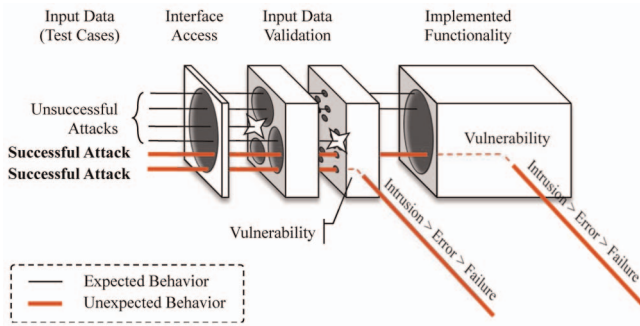 Input Data
(Test Cases)
Interface
Access
Input Data
Validation
Implemented
Functionality
Unsuccessful
Attacks
Successful Attack
Successful Attack
Vulnerability
Vulnerability
Intrusion > Error > Failure
Intrusion > Error > Failure
Expected Behavior
Unexpected Behavior